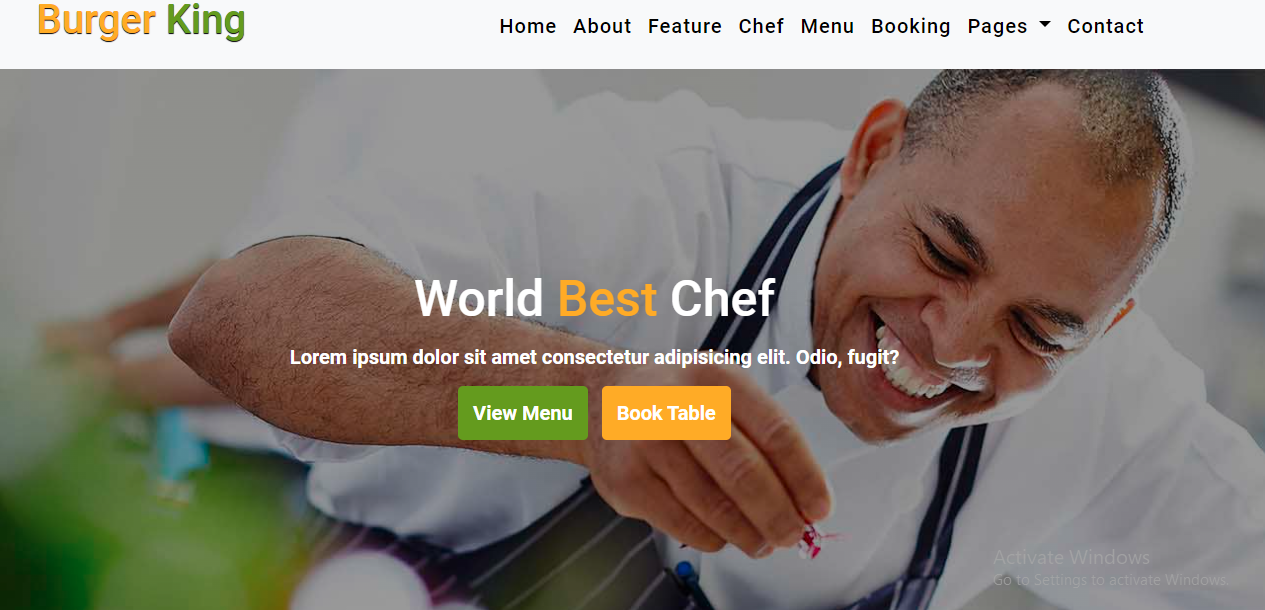 Burger King
Home About Feature Chef Menu Booking Pages Contact
World Best Chef
Lorem ipsum dolor sit amet consectetur adipisicing elit. Odio, fugit?
View Menu Book Table
Activate Windows
Go to Settings to activate Windows.